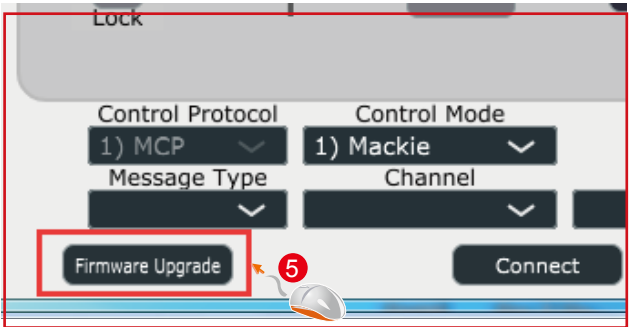 Lock
Control Protocol Control Mode
1) MCP 1) Mackie
Message Type Channel
Firmware Upgrade 5 Connect